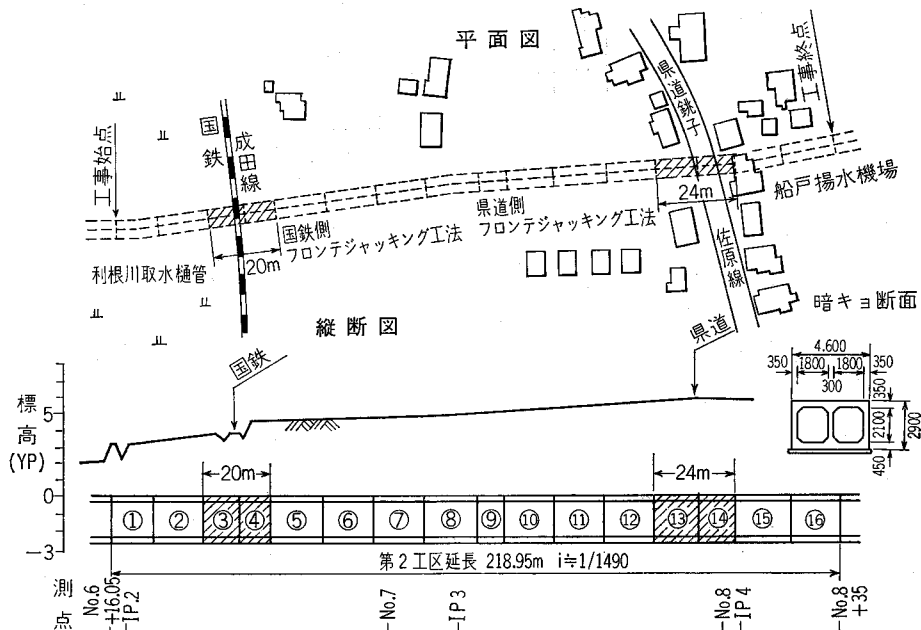 平面図
工事始点
国鉄
成田線
県道銚子
佐原線
工事終点
船戸揚水機場
24m
国鉄側
フロンテジャッキング工法
県道側
フロンテジャッキング工法
20m
利根川取水樋管
縦断図
国鉄
県道
暗キョ断面
4.600
350
1800
1800
350
300
350
2100
2900
450
標高
(YP)
5
0
-3
20m
24m
① ② ③ ④ ⑤ ⑥ ⑦ ⑧ ⑨ ⑩ ⑪ ⑫ ⑬ ⑭ ⑮ ⑯
第2工区延長 218.95m i≒1/1490
測点
No.6
+16.05
IP.2
No.7
IP3
No.8
IP4
No.8
+35